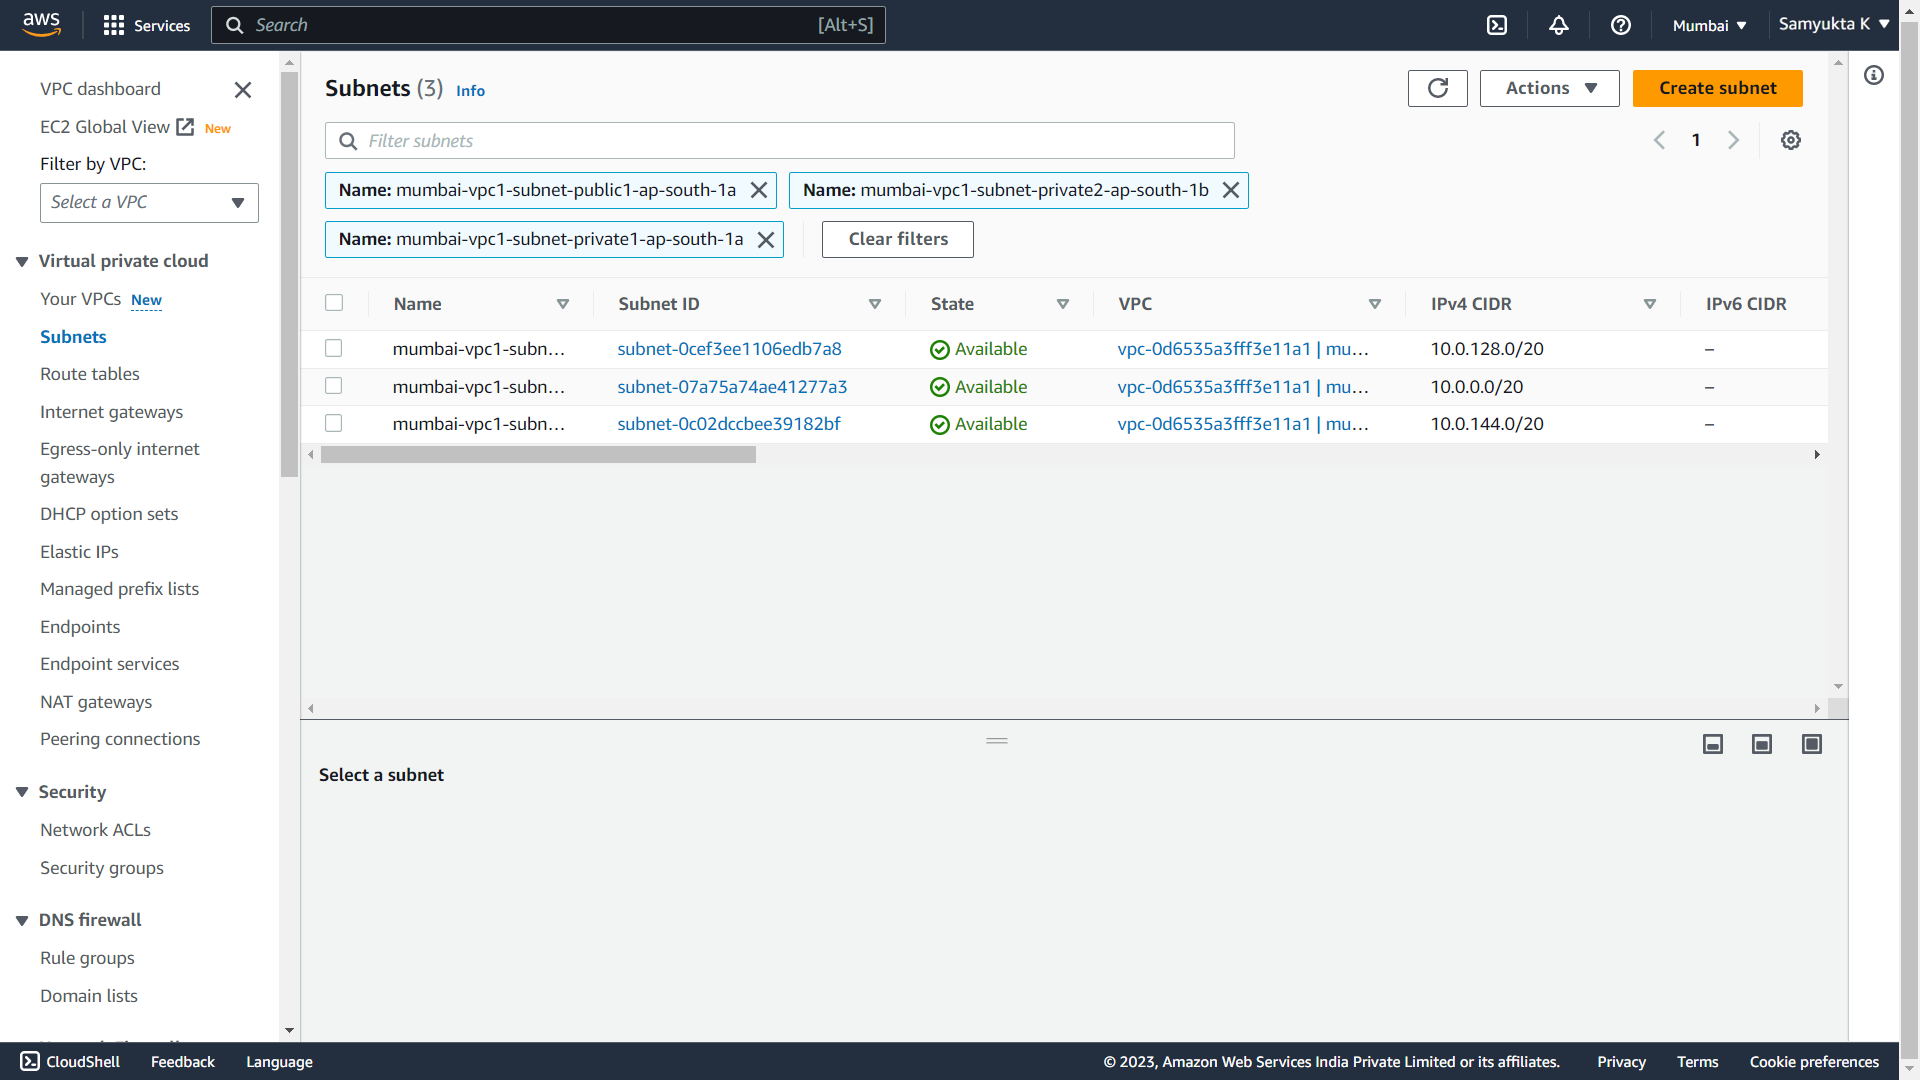 aws
Services
Search
[Alt+S]
Mumbai
Samyukta K
VPC dashboard
EC2 Global View New
Filter by VPC:
Select a VPC
Virtual private cloud
Your VPCs New
Subnets
Route tables
Internet gateways
Egress-only internet
gateways
DHCP option sets
Elastic IPs
Managed prefix lists
Endpoints
Endpoint services
NAT gateways
Peering connections
Security
Network ACLs
Security groups
DNS firewall
Rule groups
Domain lists
Subnets (3) Info
Actions
Create subnet
Filter subnets
1
Name: mumbai-vpc1-subnet-public1-ap-south-1a
Name: mumbai-vpc1-subnet-private2-ap-south-1b
Name: mumbai-vpc1-subnet-private1-ap-south-1a
Clear filters
Name Subnet ID State VPC IPv4 CIDR IPv6 CIDR
mumbai-vpc1-subn... subnet-0cef3ee1106edb7a8 Available vpc-0d6535a3fff3e11a1 | mu... 10.0.128.0/20 –
mumbai-vpc1-subn... subnet-07a75a74ae41277a3 Available vpc-0d6535a3fff3e11a1 | mu... 10.0.0.0/20 –
mumbai-vpc1-subn... subnet-0c02dccbee39182bf Available vpc-0d6535a3fff3e11a1 | mu... 10.0.144.0/20 –
Select a subnet
CloudShell
Feedback
Language
© 2023, Amazon Web Services India Private Limited or its affiliates.
Privacy
Terms
Cookie preferences